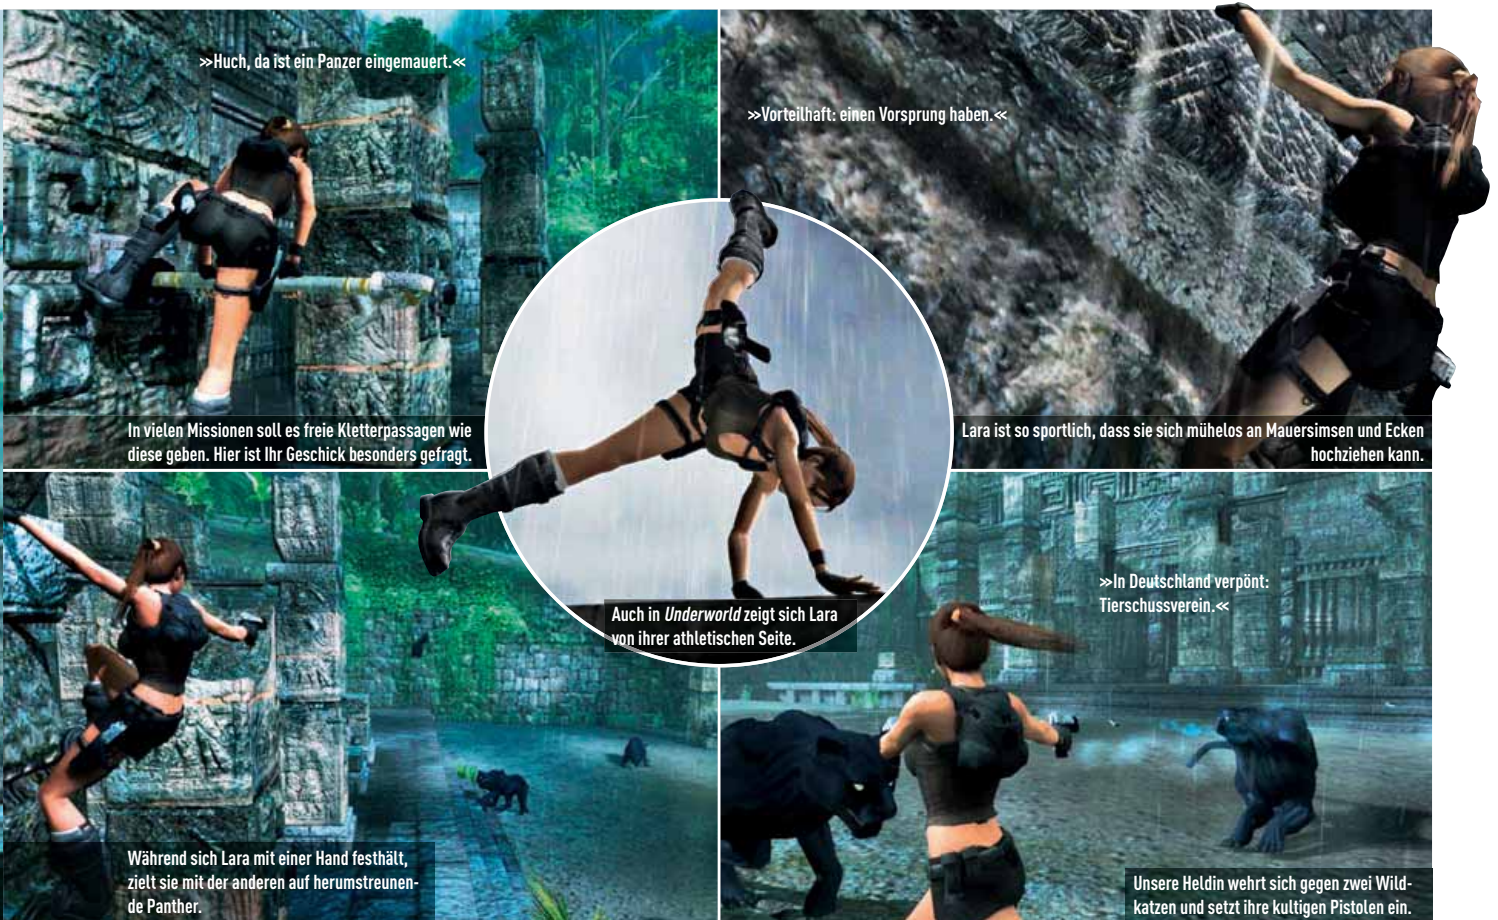 »Huch, da ist ein Panzer eingemauert.«
»Vorteilhaft: einen Vorsprung haben.«
In vielen Missionen soll es freie Kletterpassagen wie
diese geben. Hier ist Ihr Geschick besonders gefragt.
Lara ist so sportlich, dass sie sich mühelos an Mauersimsen und Ecken
hochziehen kann.
Auch in Underworld zeigt sich Lara
von ihrer athletischen Seite.
»In Deutschland verpönt:
Tierschussverein.«
Während sich Lara mit einer Hand festhält,
zielt sie mit der anderen auf herumstreunen-
de Panther.
Unsere Heldin wehrt sich gegen zwei Wild-
katzen und setzt ihre kultigen Pistolen ein.